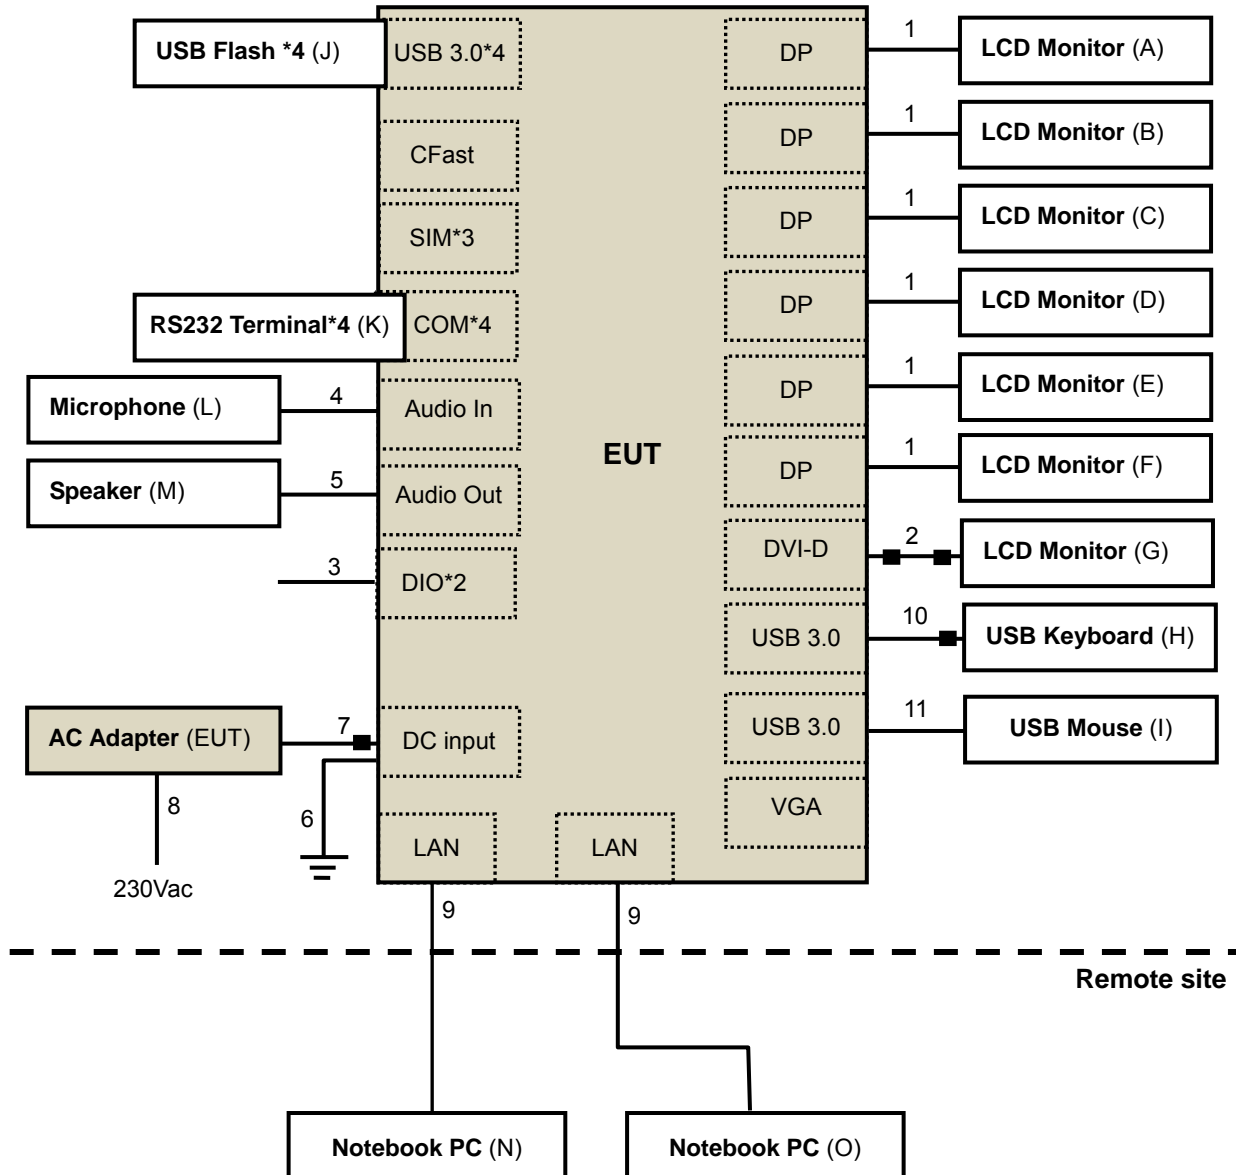 USB Flash *4 (J)
USB 3.0*4
DP
1
LCD Monitor (A)
CFast
DP
1
LCD Monitor (B)
SIM*3
DP
1
LCD Monitor (C)
RS232 Terminal*4 (K)
COM*4
DP
1
LCD Monitor (D)
Microphone (L)
4
Audio In
DP
1
LCD Monitor (E)
EUT
Speaker (M)
5
Audio Out
DP
1
LCD Monitor (F)
3
DIO*2
DVI-D
2
LCD Monitor (G)
USB 3.0
10
USB Keyboard (H)
AC Adapter (EUT)
7
DC input
USB 3.0
11
USB Mouse (I)
8
6
VGA
230Vac
LAN
LAN
9
9
Remote site
Notebook PC (N)
Notebook PC (O)